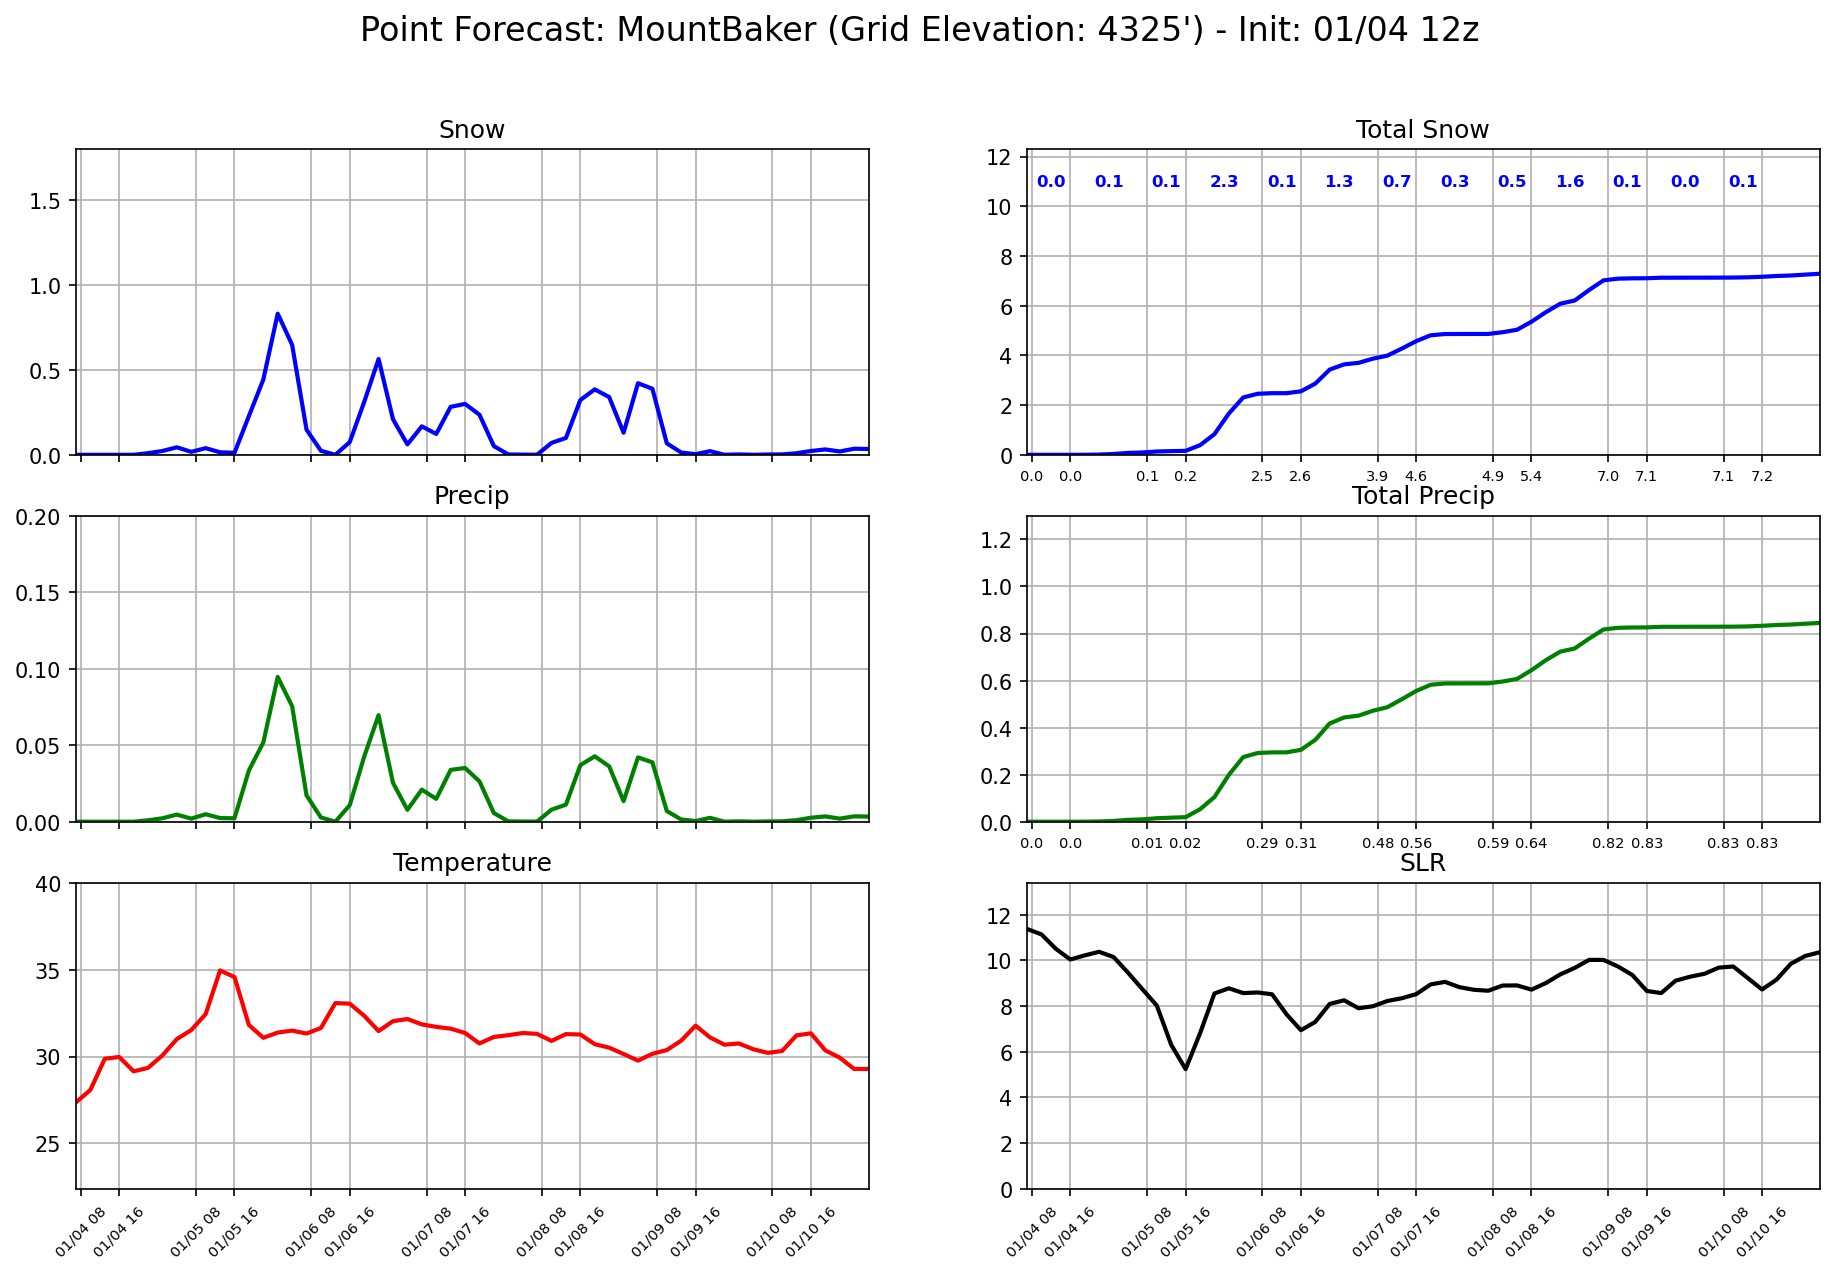 Point Forecast: MountBaker (Grid Elevation: 4325') - Init: 01/04 12z
Snow
1.5
1.0
0.5
0.0
Total Snow
12
10
8
6
4
2
0
0.0 0.1 0.1 2.3 0.1 1.3 0.7 0.3 0.5 1.6 0.1 0.0 0.1
0.0 0.0 0.1 0.2 2.5 2.6 3.9 4.6 4.9 5.4 7.0 7.1 7.1 7.2
Precip
0.20
0.15
0.10
0.05
0.00
Total Precip
1.2
1.0
0.8
0.6
0.4
0.2
0.0
0.0 0.0 0.01 0.02 0.29 0.31 0.48 0.56 0.59 0.64 0.82 0.83 0.83 0.83
Temperature
40
35
30
25
01/04 08 01/04 16 01/05 08 01/05 16 01/06 08 01/06 16 01/07 08 01/07 16 01/08 08 01/08 16 01/09 08 01/09 16 01/10 08 01/10 16
SLR
12
10
8
6
4
2
0
01/04 08 01/04 16 01/05 08 01/05 16 01/06 08 01/06 16 01/07 08 01/07 16 01/08 08 01/08 16 01/09 08 01/09 16 01/10 08 01/10 16